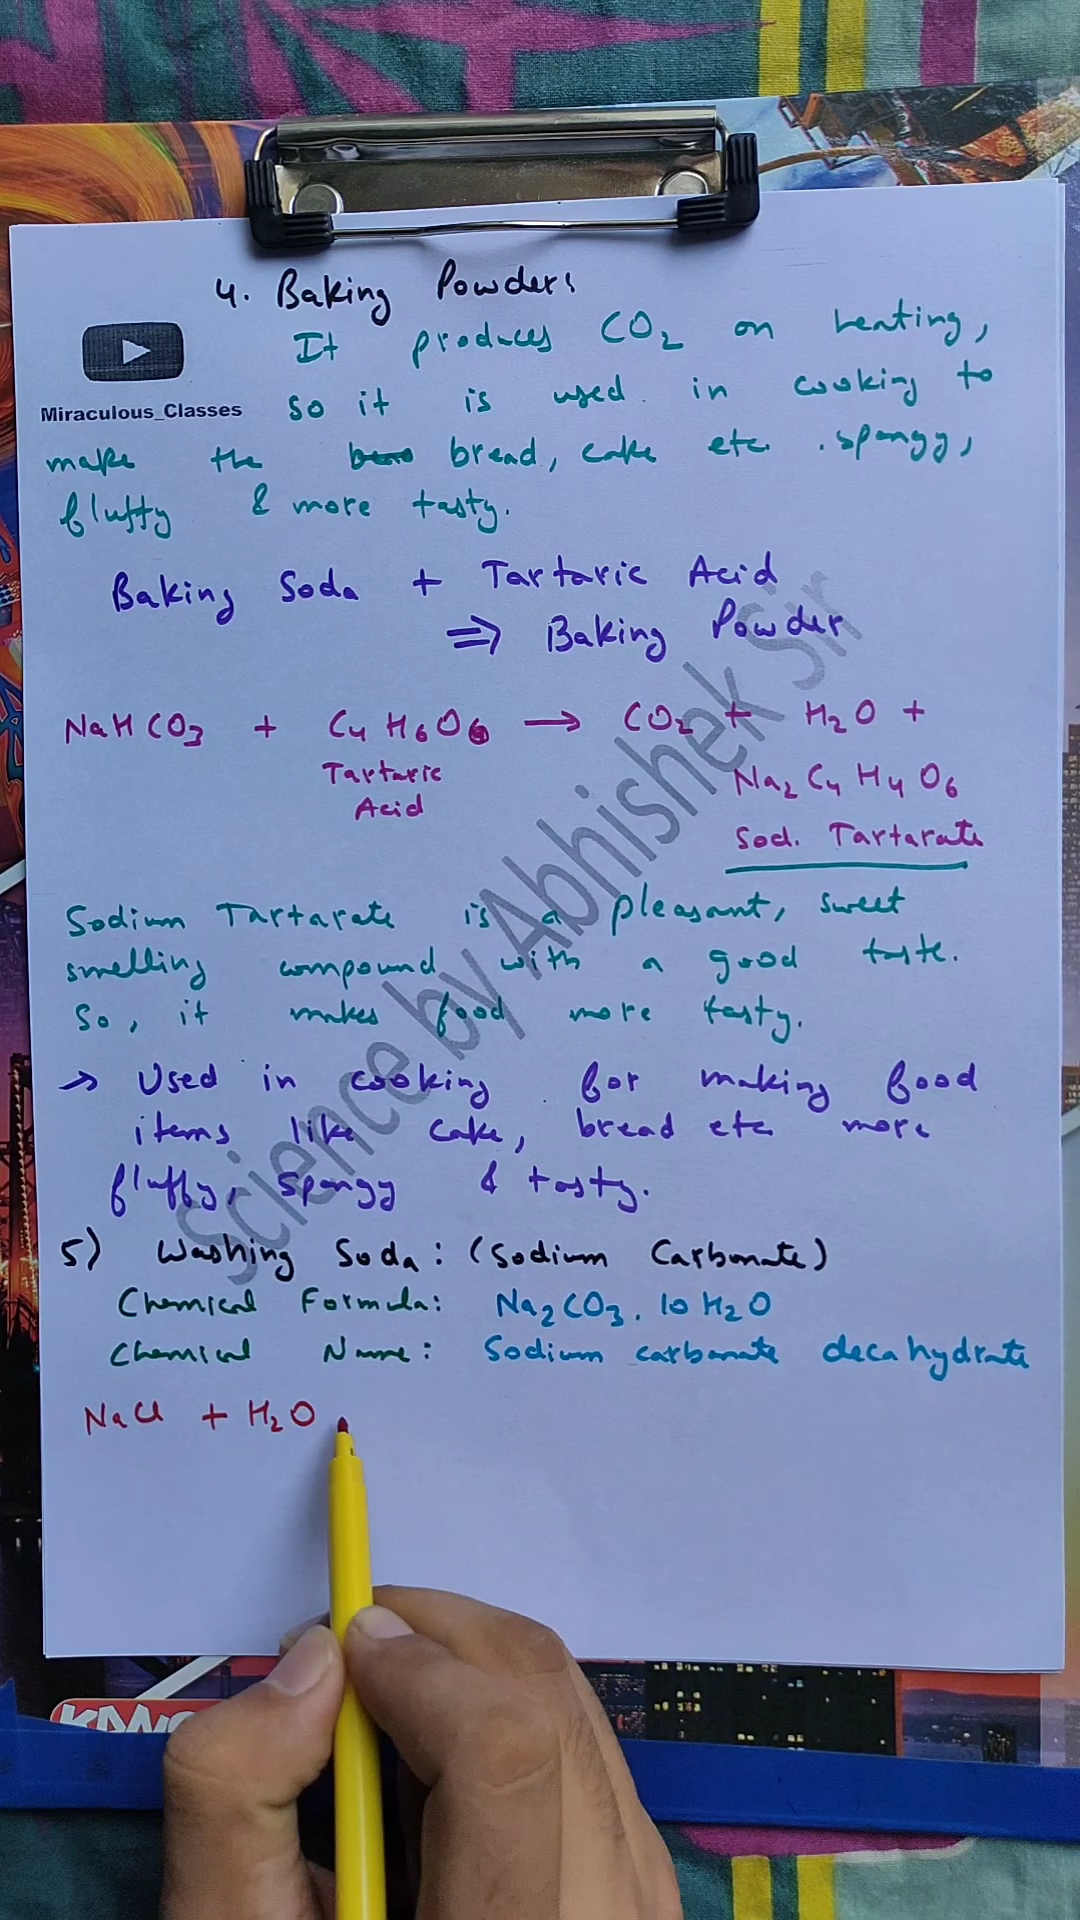 4. Baking Powder:
It produces CO2 on heating,
Miraculous_Classes
so it is used in cooking to
make the bread, cake etc. spongy,
fluffy & more tasty.
Baking Soda + Tartaric Acid
⇒ Baking Powder
NaHCO3 + C4H6O6 → CO2 + H2O +
Tartaric
Acid
Na2C4H4O6
Sod. Tartarate
Sodium Tartarate is a pleasant, sweet
smelling compound with a good taste.
So, it makes food more tasty.
→ Used in cooking for making food
items like cake, bread etc more
fluffy, spongy & tasty.
5) Washing Soda: (Sodium Carbonate)
Chemical Formula: Na2CO3.10H2O
Chemical Name: Sodium carbonate decahydrate
NaCl + H2O
Science by Abhishek Sir